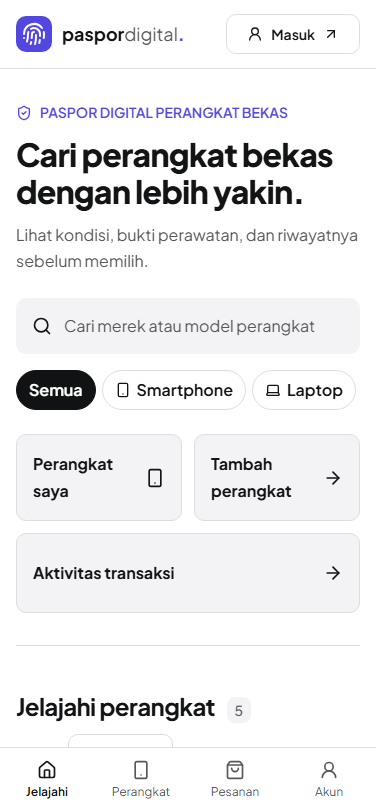 paspordigital.
Masuk
PASPOR DIGITAL PERANGKAT BEKAS
Cari perangkat bekas
dengan lebih yakin.
Lihat kondisi, bukti perawatan, dan riwayatnya
sebelum memilih.
Cari merek atau model perangkat
Semua
Smartphone
Laptop
Perangkat
saya
Tambah
perangkat
Aktivitas transaksi
Jelajahi perangkat 5
Jelajahi
Perangkat
Pesanan
Akun